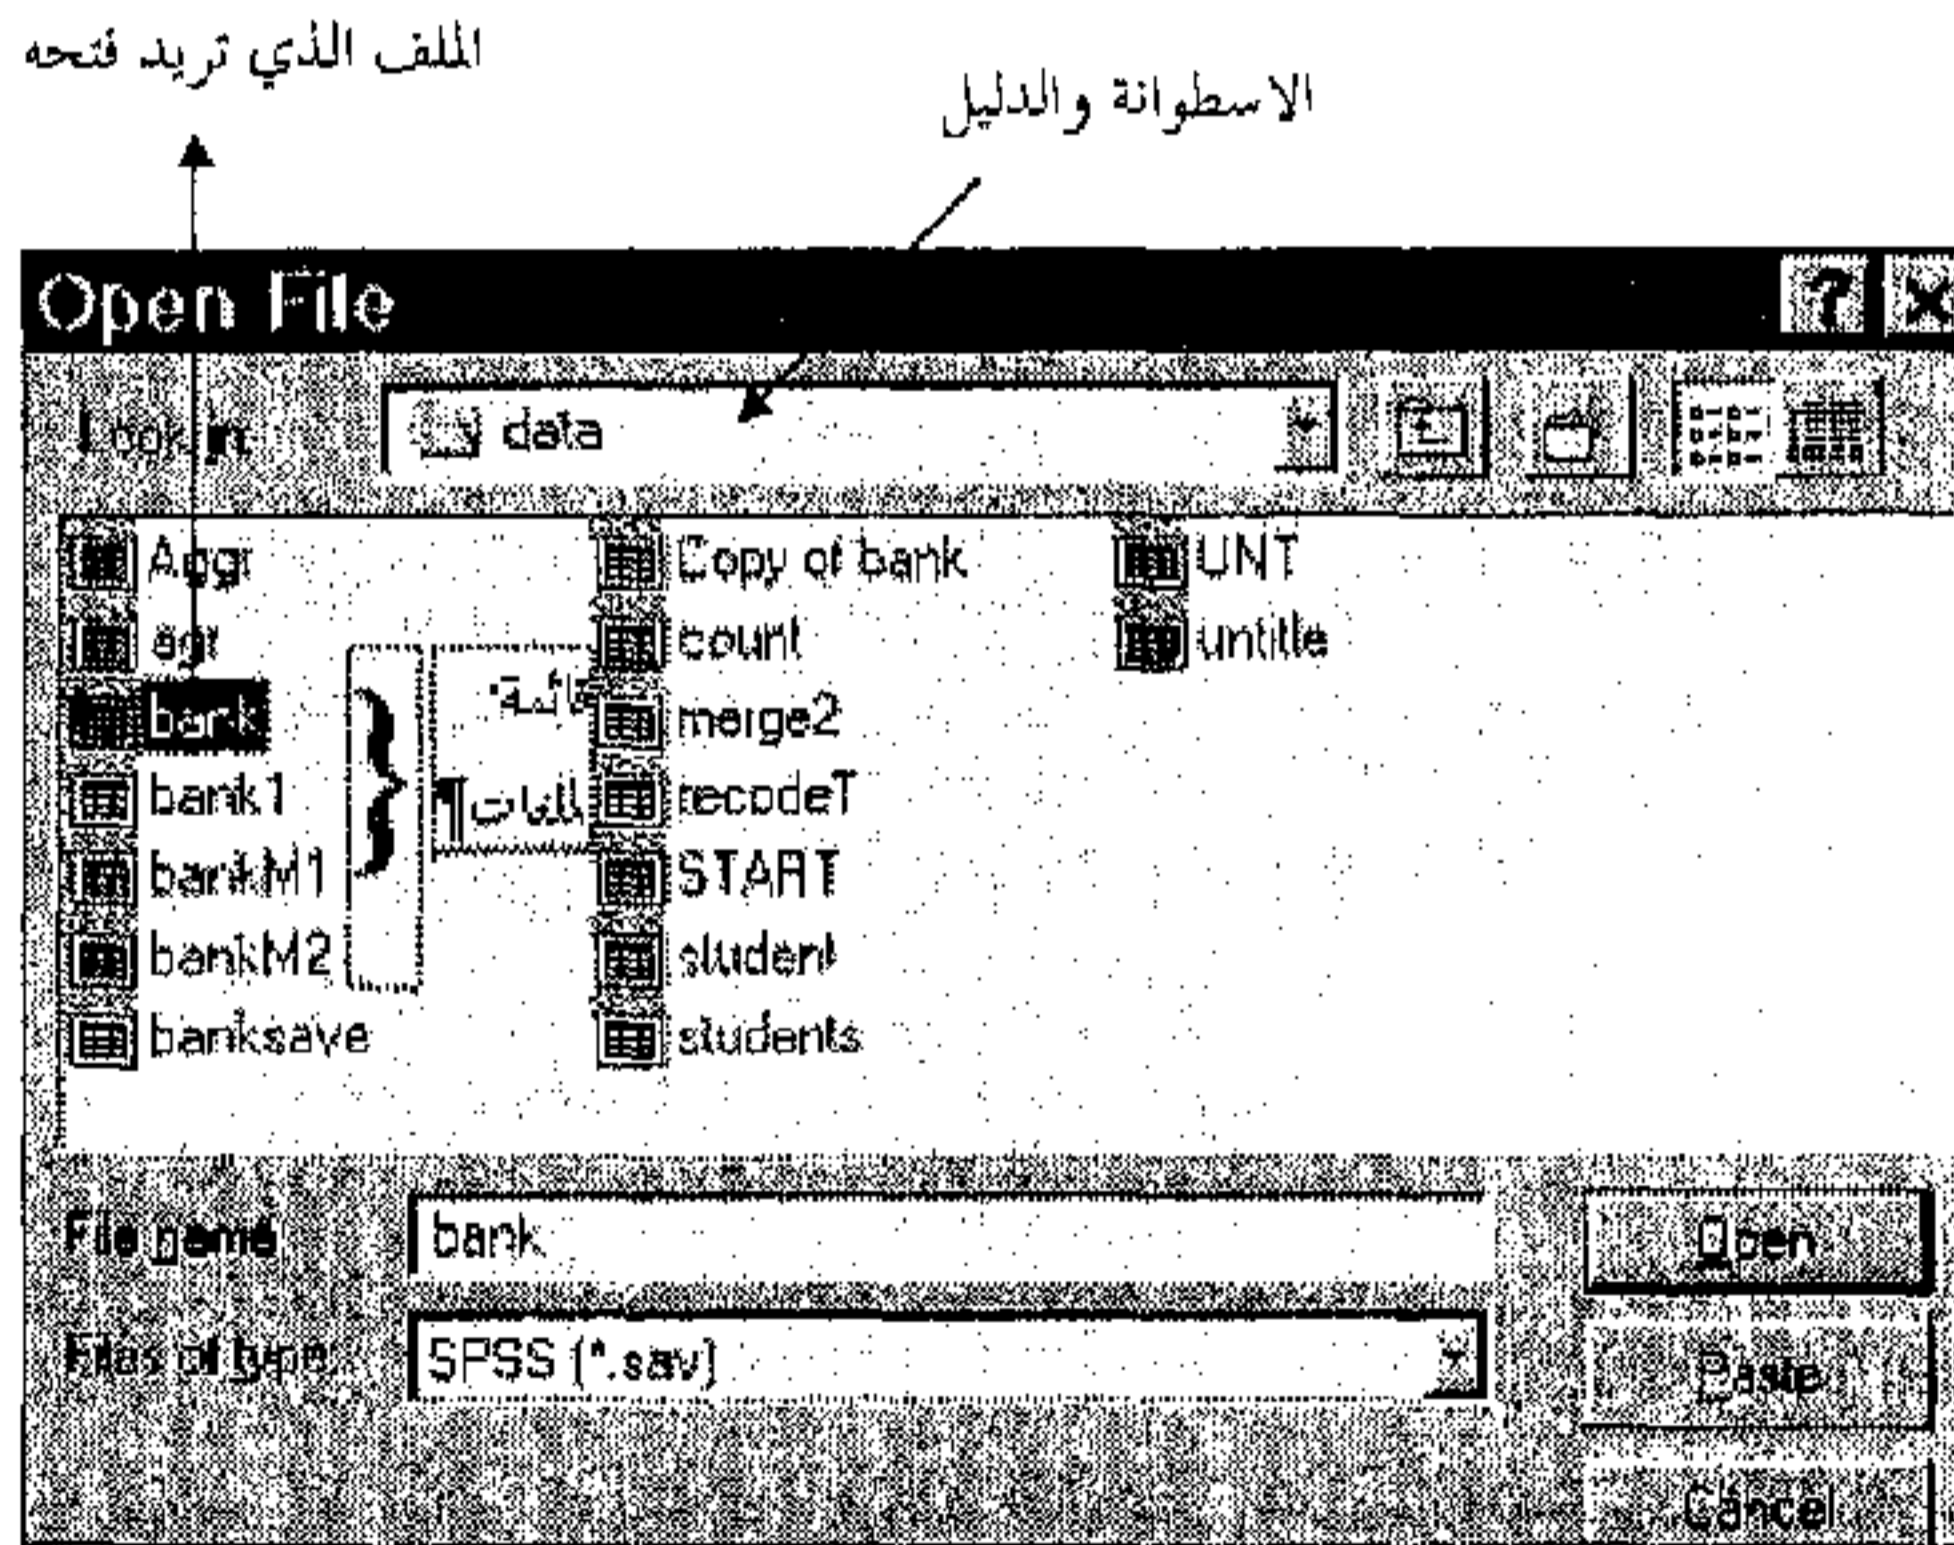 الملف الذي تريد فتحه
الاسطوانة والدليل
Open File
Look in:
data
Aggr
agr
bank
bank1
bankM1
bankM2
banksave
Copy of bank
count
merge2
recodeT
START
student
students
UNT
untitle
File name:
bank
Files of type:
SPSS (*.sav)
Open
Paste
Cancel